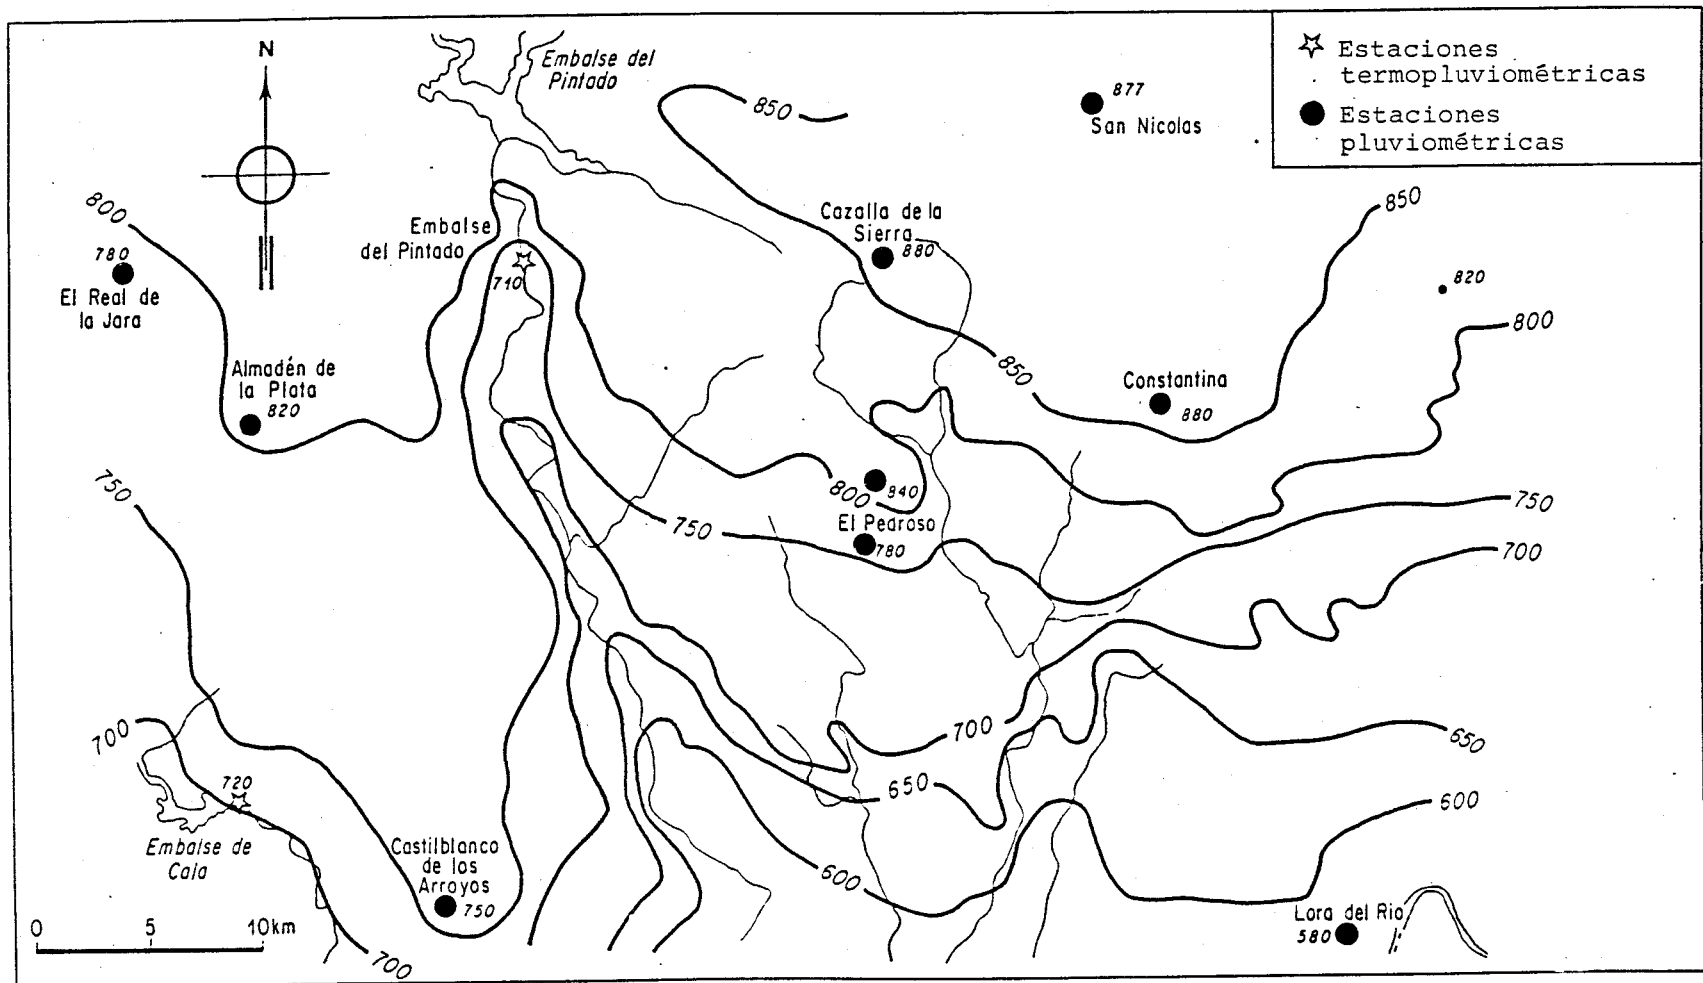 N
Embalse del
Pintado
850
877
San Nicolas
Estaciones
termopluviométricas
Estaciones
pluviométricas
800
780
El Real de
la Jara
Embalse
del Pintado
710
Cazalla de la
Sierra
880
850
820
800
Almadén de
la Plata
820
850
Constantina
880
750
800
840
El Pedroso
780
750
750
700
700
720
Embalse de
Cala
700
650
650
600
600
Castilblanco
de los
Arroyos
750
700
Lora del Rio
580
0
5
10km